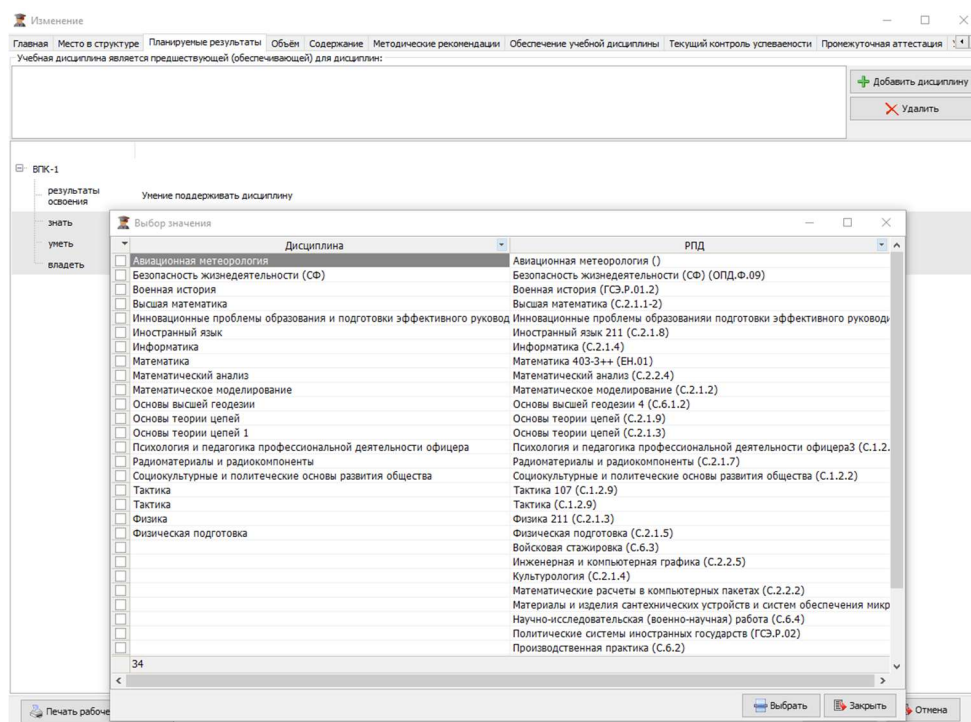 Изменение
Главная Место в структуре Планируемые результаты Объём Содержание Методические рекомендации Обеспечение учебной дисциплины Текущий контроль успеваемости Промежуточная аттестация
Учебная дисциплина является предшествующей (обеспечивающей) для дисциплин:
Добавить дисциплину
Удалить
ВПК-1
результаты освоения Умение поддерживать дисциплину
знать
уметь
владеть
Выбор значения
Дисциплина РПД
Авиационная метеорология Авиационная метеорология ()
Безопасность жизнедеятельности (СФ) Безопасность жизнедеятельности (СФ) (ОПД.Ф.09)
Военная история Военная история (ГСЭ.Р.01.2)
Высшая математика Высшая математика (С.2.1.1-2)
Инновационные проблемы образования и подготовки эффективного руковод Инновационные проблемы образованияи подготовки эффективного руководи
Иностранный язык Иностранный язык 211 (С.2.1.8)
Информатика Информатика (С.2.1.4)
Математика Математика 403-3++ (ЕН.01)
Математический анализ Математический анализ (С.2.2.4)
Математическое моделирование Математическое моделирование (С.2.1.2)
Основы высшей геодезии Основы высшей геодезии 4 (С.6.1.2)
Основы теории цепей Основы теории цепей (С.2.1.9)
Основы теории цепей 1 Основы теории цепей (С.2.1.3)
Психология и педагогика профессиональной деятельности офицера Психология и педагогика профессиональной деятельности офицера3 (С.1.2.
Радиоматериалы и радиокомпоненты Радиоматериалы и радиокомпоненты (С.2.1.7)
Социокультурные и политеческие основы развития общества Социокультурные и политеческие основы развития общества (С.1.2.2)
Тактика Тактика 107 (С.1.2.9)
Тактика Тактика (С.1.2.9)
Физика Физика 211 (С.2.1.3)
Физическая подготовка Физическая подготовка (С.2.1.5)
Войсковая стажировка (С.6.3)
Инженерная и компьютерная графика (С.2.2.5)
Культурология (С.2.1.4)
Математические расчеты в компьютерных пакетах (С.2.2.2)
Материалы и изделия сантехнических устройств и систем обеспечения микр
Научно-исследовательская (военно-научная) работа (С.6.4)
Политические системы иностранных государств (ГСЭ.Р.02)
Производственная практика (С.6.2)
34
Выбрать Закрыть
Печать рабоче Отмена